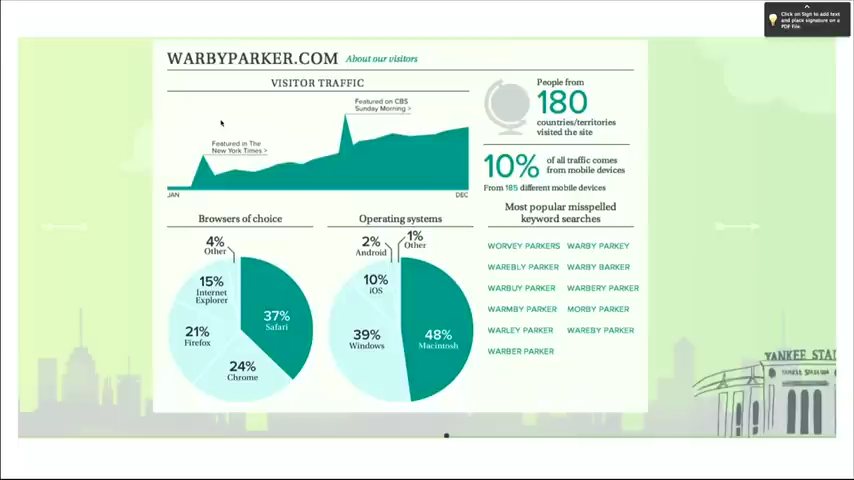 Click on Sign to add text
and place signature on a
PDF File.
WARBYPARKER.COM About our visitors
VISITOR TRAFFIC
Featured on CBS
Sunday Morning >
Featured in The
New York Times >
JAN DEC
People from
180
countries/territories
visited the site
10% of all traffic comes
from mobile devices
From 185 different mobile devices
Browsers of choice
4%
Other
15%
Internet
Explorer
37%
Safari
21%
Firefox
24%
Chrome
Operating systems
1%
Other
2%
Android
10%
iOS
39%
Windows
48%
Macintosh
Most popular misspelled
keyword searches
WORVEY PARKERS WARBY PARKEY
WAREBLY PARKER WARBY BARKER
WARBUY PARKER WARBERY PARKER
WARMBY PARKER MORBY PARKER
WARLEY PARKER WAREBY PARKER
WARBER PARKER
YANKEE STAD
YANKEE STADIUM